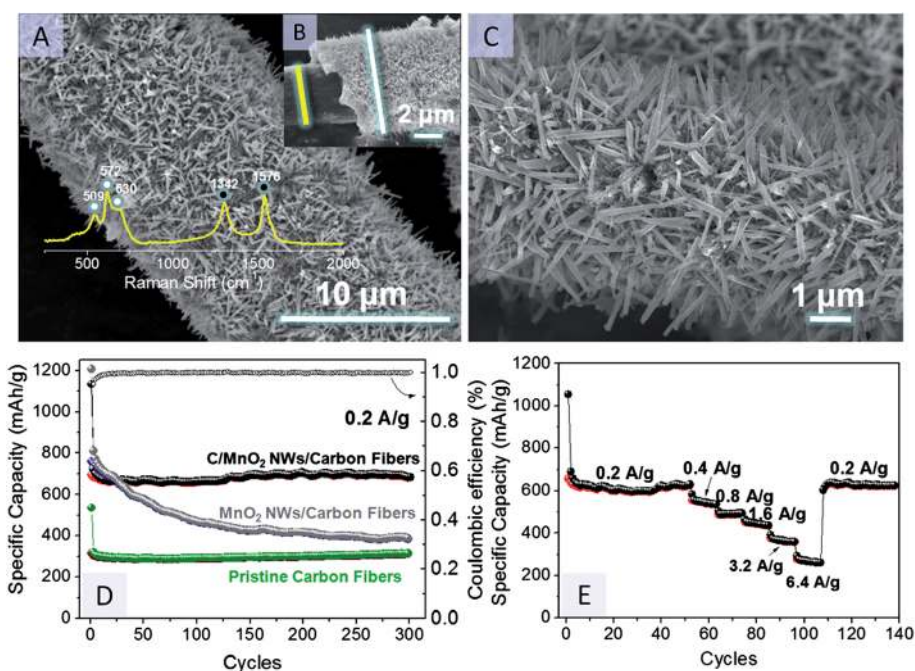 A
B
2 μm
C
509
572
630
1342
1576
500 1000 1500 2000
Raman Shift (cm⁻¹)
10 μm
1 μm
Specific Capacity (mAh/g)
1200
1000
800
600
400
200
0
0.2 A/g
C/MnO₂ NWs/Carbon Fibers
MnO₂ NWs/Carbon Fibers
Pristine Carbon Fibers
D
1.0
0.8
0.6
0.4
0.2
0.0
Coulombic efficiency (%)
0 50 100 150 200 250 300
Cycles
Specific Capacity (mAh/g)
1200
1000
800
600
400
200
0
0.2 A/g
0.4 A/g
0.8 A/g
1.6 A/g
3.2 A/g
6.4 A/g
0.2 A/g
E
0 20 40 60 80 100 120 140
Cycles